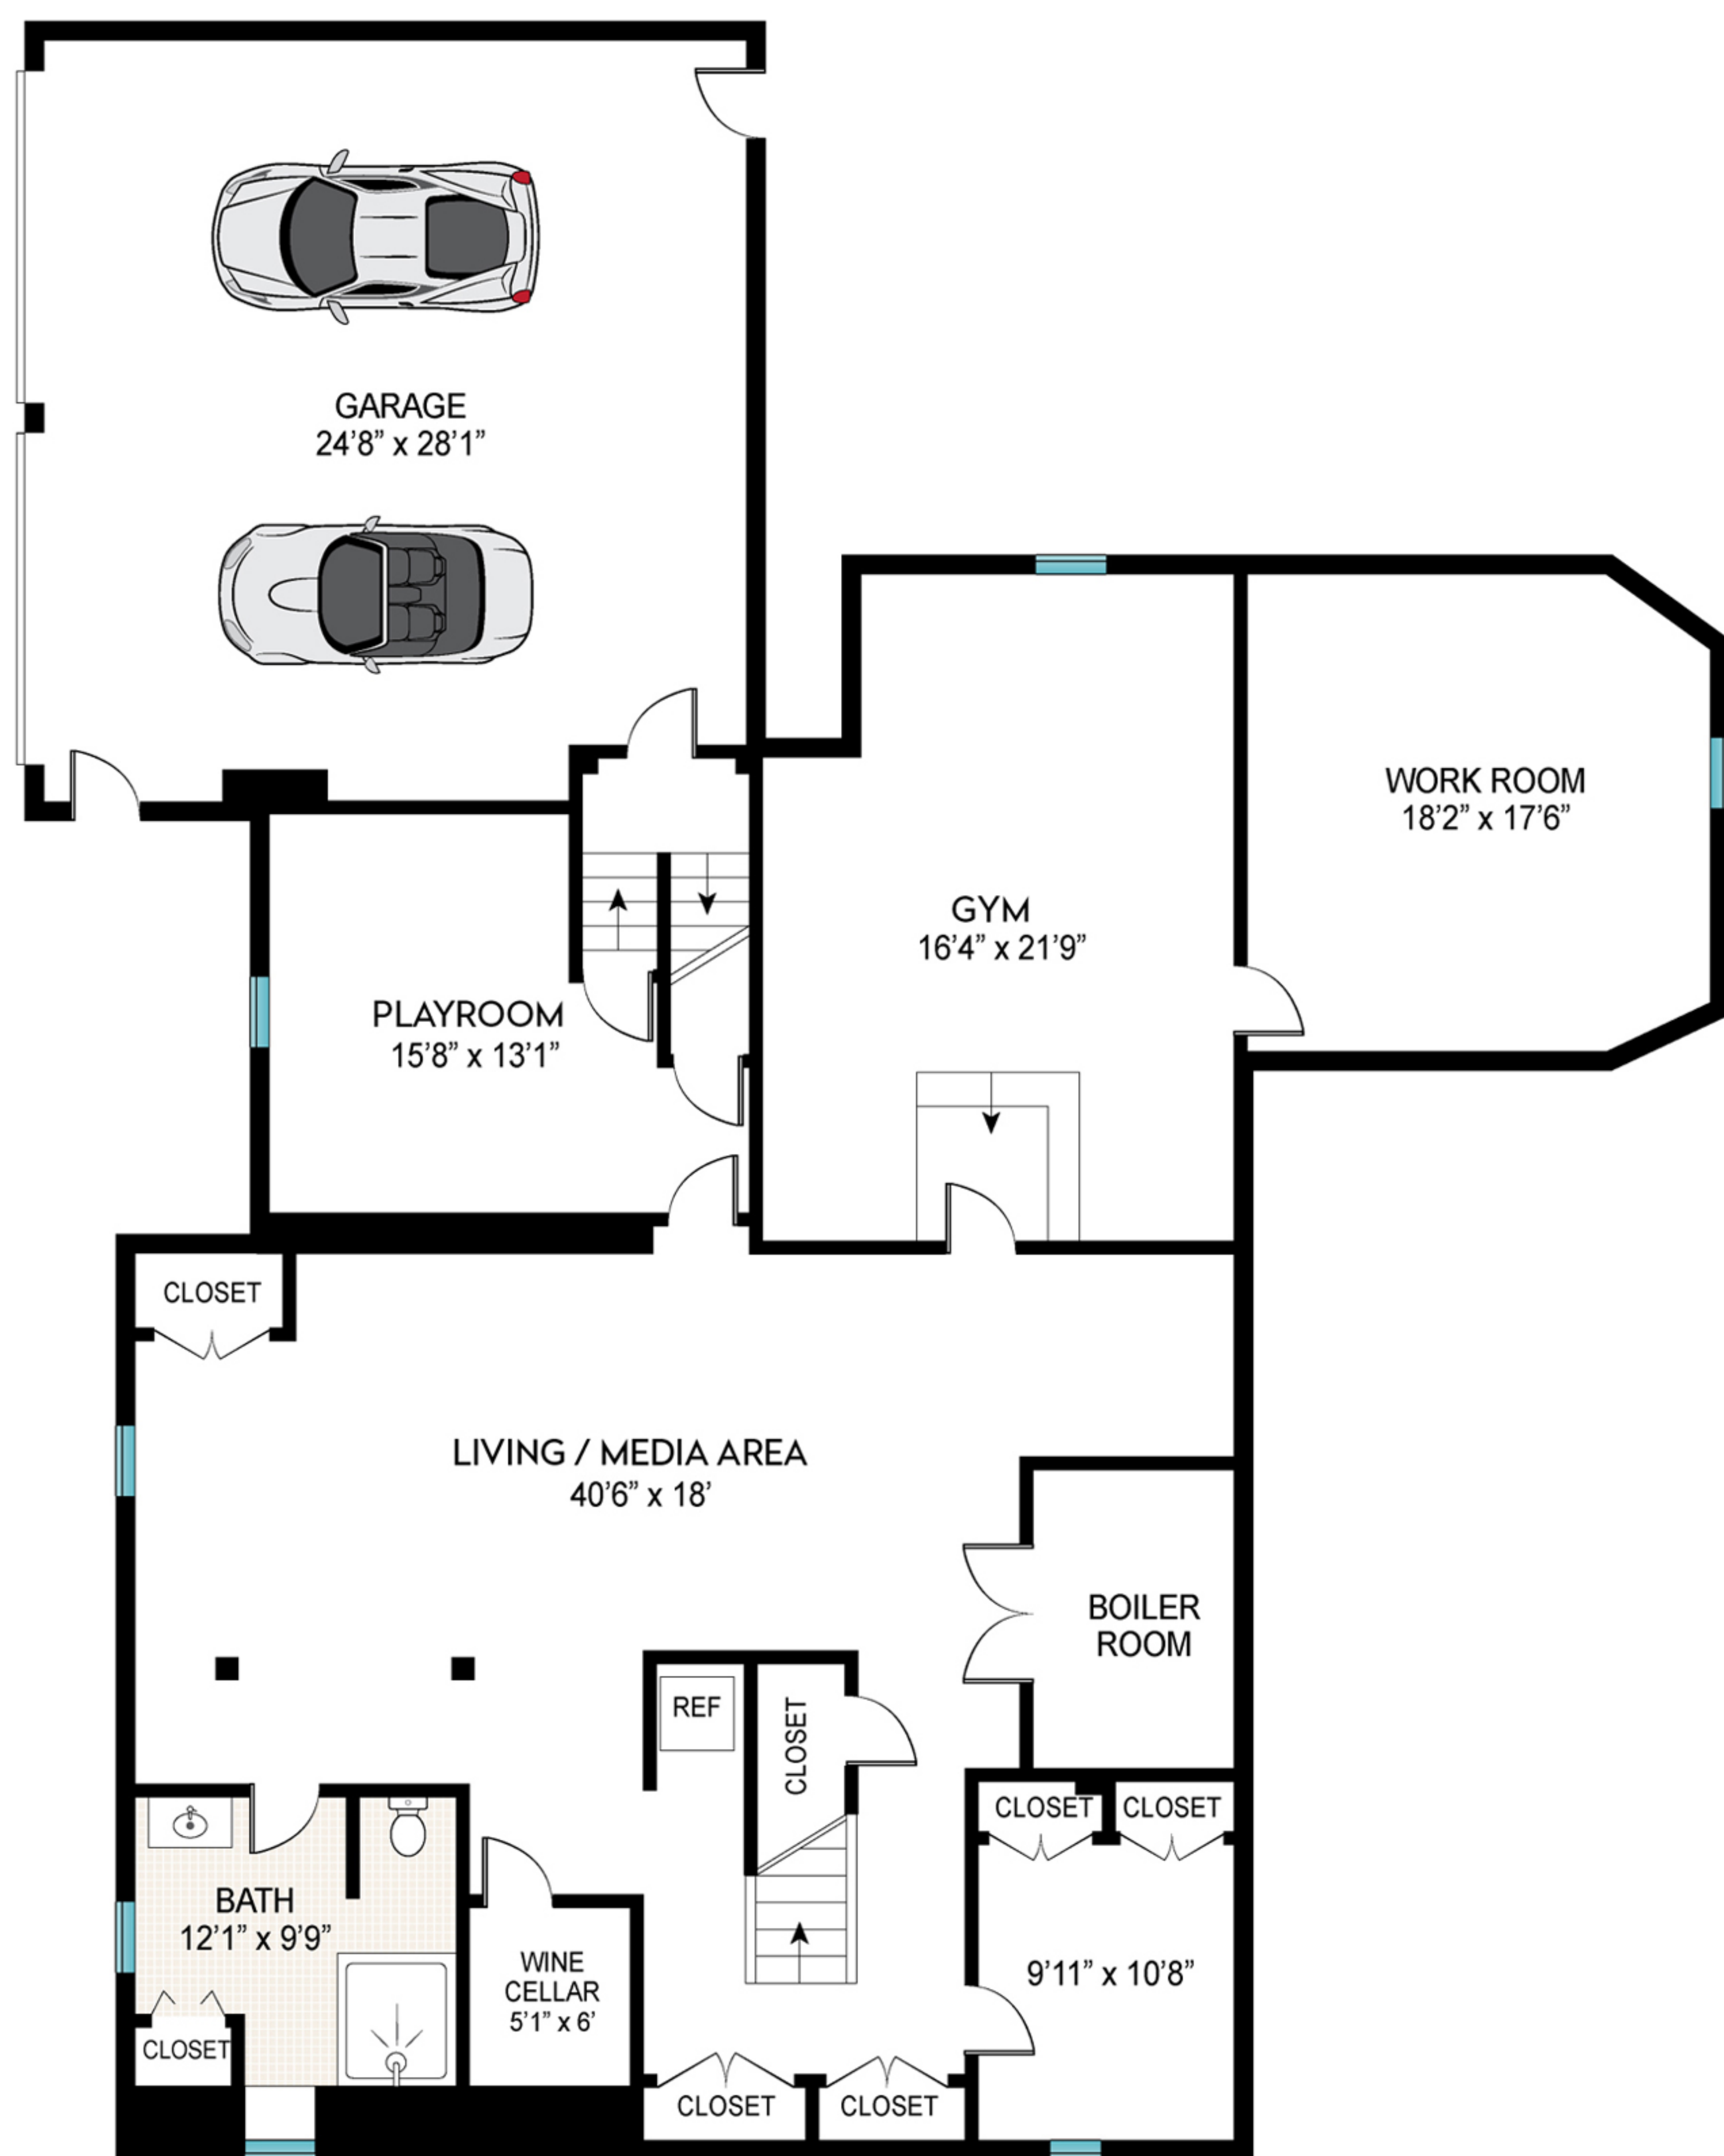 GARAGE
24'8” x 28'1”
WORK ROOM
18'2” x 17'6”
GYM
16'4” x 21'9”
PLAYROOM
15'8” x 13'1”
CLOSET
LIVING / MEDIA AREA
40'6” x 18'
BOILER
ROOM
REF
CLOSET
CLOSET
CLOSET
BATH
12'1” x 9'9”
WINE
CELLAR
5'1” x 6'
9'11” x 10'8”
CLOSET
CLOSET
CLOSET